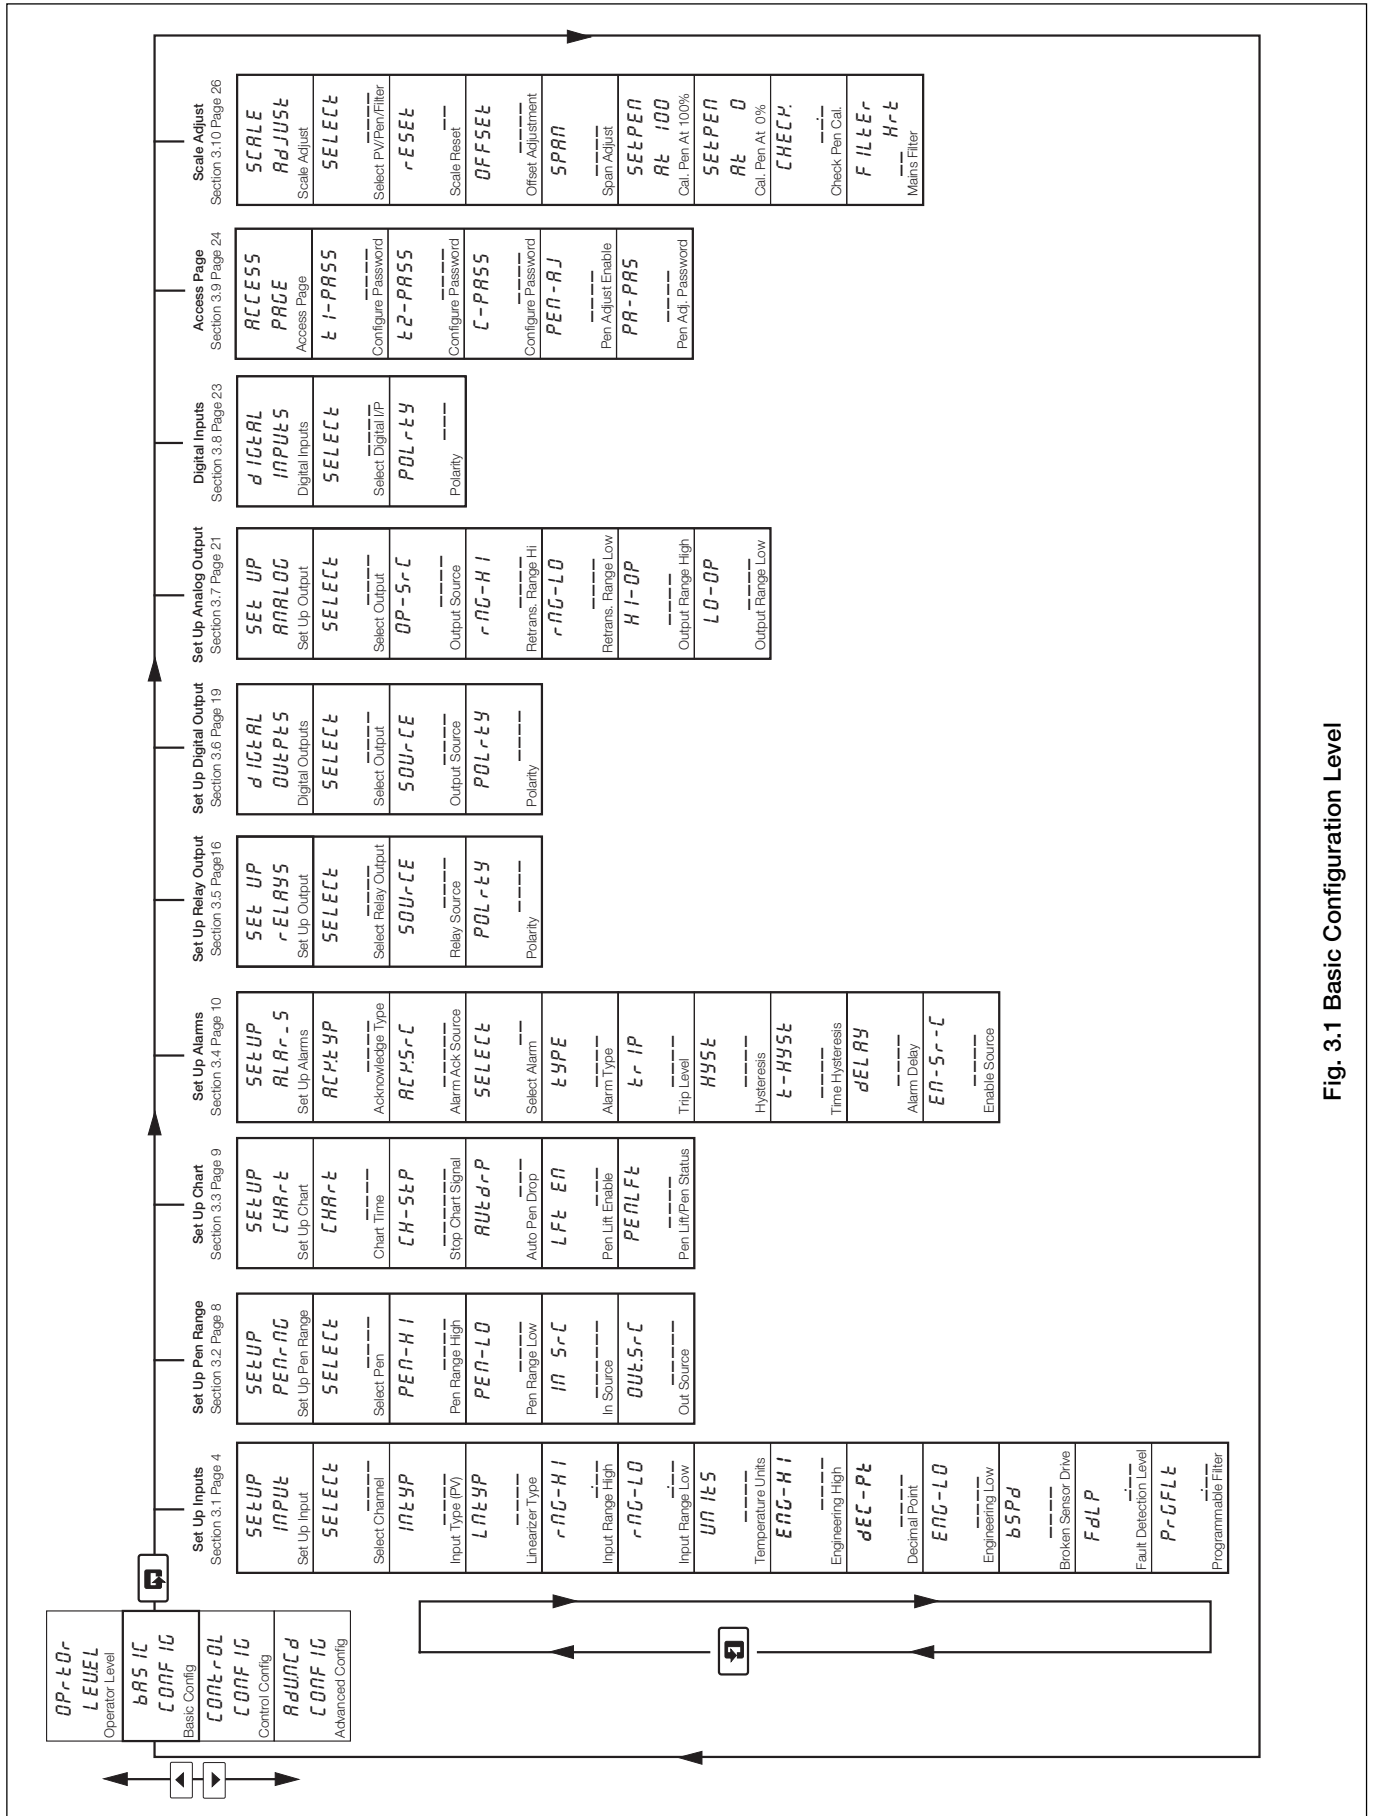 OPrtOr
LEVEL
Operator Level
bASIC
CONFIG
Basic Config
CONtrOL
CONFIG
Control Config
AdV.NCd
CONFIG
Advanced Config
Set Up Inputs
Section 3.1 Page 4
SEtUP
INPUt
Set Up Input
SELECt
-----
Select Channel
INtYP
-----
Input Type (PV)
LNtYP
-----
Linearizer Type
rNG-HI
Input Range High
rNG-LO
Input Range Low
UNItS
-----
Temperature Units
ENG-HI
-----
Engineering High
dEC-Pt
-----
Decimal Point
ENG-LO
-----
Engineering Low
bSPd
-----
Broken Sensor Drive
FdLP
Fault Detection Level
PrGFLt
Programmable Filter
Set Up Pen Range
Section 3.2 Page 8
SEtUP
PENrNG
Set Up Pen Range
SELECt
-----
Select Pen
PEN-HI
-----
Pen Range High
PEN-LO
-----
Pen Range Low
IN SrC
------
In Source
OUt.SrC
------
Out Source
Set Up Chart
Section 3.3 Page 9
SEtUP
CHArt
Set Up Chart
CHArt
----
Chart Time
CH-StP
------
Stop Chart Signal
AUtdrP
---
Auto Pen Drop
LFt EN
---
Pen Lift Enable
PENLFt
-----
Pen Lift/Pen Status
Set Up Alarms
Section 3.4 Page 10
SEtUP
ALAr-S
Set Up Alarms
ACK.tYP
-----
Acknowledge Type
ACK.SrC
------
Alarm Ack Source
SELECt
--
Select Alarm
tYPE
-----
Alarm Type
trIP
-----
Trip Level
HYSt
-----
Hysteresis
t-HYSt
-----
Time Hysteresis
dELAY
-----
Alarm Delay
EN-Sr-C
-----
Enable Source
Set Up Relay Output
Section 3.5 Page16
SEt UP
rELAYS
Set Up Output
SELECt
-----
Select Relay Output
SOUrCE
-----
Relay Source
POLrtY
-----
Polarity
Set Up Digital Output
Section 3.6 Page 19
dIGtAL
OUtPtS
Digital Outputs
SELECt
-----
Select Output
SOUrCE
-----
Output Source
POLrtY
-----
Polarity
Set Up Analog Output
Section 3.7 Page 21
SEt UP
ANALOG
Set Up Output
SELECt
-----
Select Output
OP-SrC
-----
Output Source
rNG-HI
-----
Retrans. Range Hi
rNG-LO
-----
Retrans. Range Low
HI-OP
-----
Output Range High
LO-OP
-----
Output Range Low
Digital Inputs
Section 3.8 Page 23
dIGtAL
INPUtS
Digital Inputs
SELECt
-----
Select Digital I/P
POLrtY
---
Polarity
Access Page
Section 3.9 Page 24
ACCESS
PAGE
Access Page
t1-PASS
-----
Configure Password
t2-PASS
-----
Configure Password
C-PASS
-----
Configure Password
PEN-AJ
-----
Pen Adjust Enable
PA-PAS
-----
Pen Adj. Password
Scale Adjust
Section 3.10 Page 26
SCALE
AdJUSt
Scale Adjust
SELECt
-----
Select PV/Pen/Filter
rESEt
--
Scale Reset
OFFSEt
----
Offset Adjustment
SPAN
----
Span Adjust
SEtPEN
At 100
Cal. Pen At 100%
SEtPEN
At 0
Cal. Pen At 0%
CHECK.
Check Pen Cal.
FILtEr
Hrt
--
Mains Filter
Fig. 3.1 Basic Configuration Level